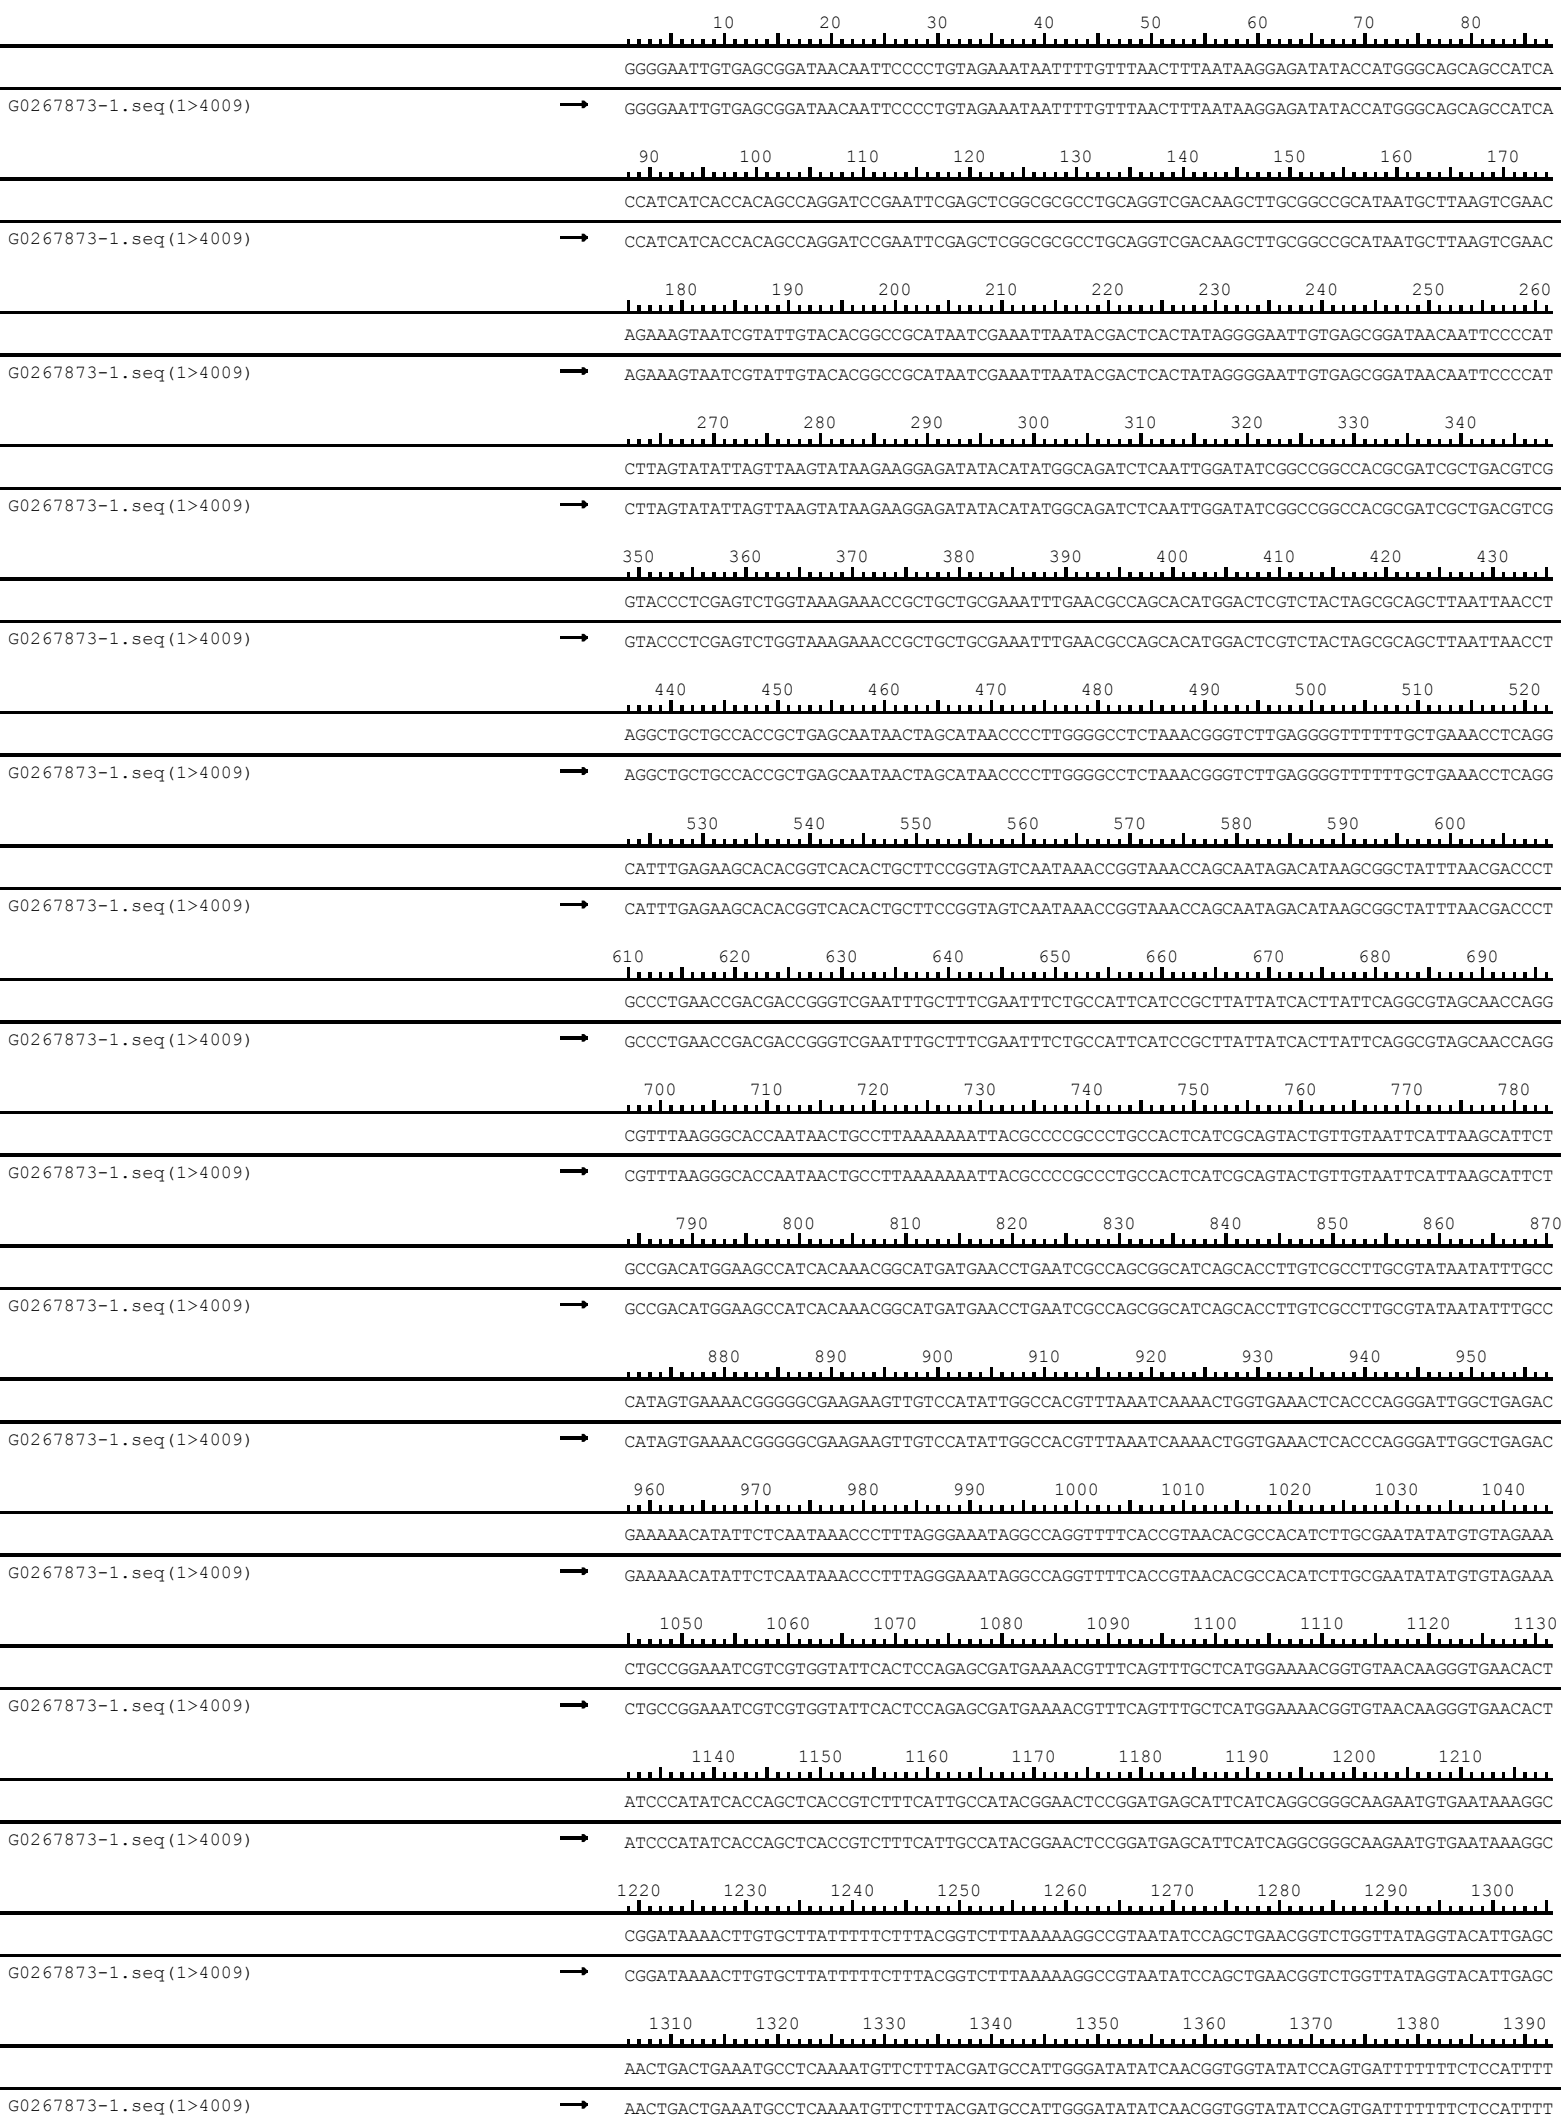 10 20 30 40 50 60 70 80
GGGGAATTGTGAGCGGATAACAATTCCCCTGTAGAAATAATTTTGTTTAACTTTAATAAGGAGATATACCATGGGCAGCAGCCATCA
G0267873-1.seq(1>4009) → GGGGAATTGTGAGCGGATAACAATTCCCCTGTAGAAATAATTTTGTTTAACTTTAATAAGGAGATATACCATGGGCAGCAGCCATCA
90 100 110 120 130 140 150 160 170
CCATCATCACCACAGCCAGGATCCGAATTCGAGCTCGGCGCGCCTGCAGGTCGACAAGCTTGCGGCCGCATAATGCTTAAGTCGAAC
G0267873-1.seq(1>4009) → CCATCATCACCACAGCCAGGATCCGAATTCGAGCTCGGCGCGCCTGCAGGTCGACAAGCTTGCGGCCGCATAATGCTTAAGTCGAAC
180 190 200 210 220 230 240 250 260
AGAAAGTAATCGTATTGTACACGGCCGCATAATCGAAATTAATACGACTCACTATAGGGGAATTGTGAGCGGATAACAATTCCCCAT
G0267873-1.seq(1>4009) → AGAAAGTAATCGTATTGTACACGGCCGCATAATCGAAATTAATACGACTCACTATAGGGGAATTGTGAGCGGATAACAATTCCCCAT
270 280 290 300 310 320 330 340
CTTAGTATATTAGTTAAGTATAAGAAGGAGATATACATATGGCAGATCTCAATTGGATATCGGCCGGCCACGCGATCGCTGACGTCG
G0267873-1.seq(1>4009) → CTTAGTATATTAGTTAAGTATAAGAAGGAGATATACATATGGCAGATCTCAATTGGATATCGGCCGGCCACGCGATCGCTGACGTCG
350 360 370 380 390 400 410 420 430
GTACCCTCGAGTCTGGTAAAGAAACCGCTGCTGCGAAATTTGAACGCCAGCACATGGACTCGTCTACTAGCGCAGCTTAATTAACCT
G0267873-1.seq(1>4009) → GTACCCTCGAGTCTGGTAAAGAAACCGCTGCTGCGAAATTTGAACGCCAGCACATGGACTCGTCTACTAGCGCAGCTTAATTAACCT
440 450 460 470 480 490 500 510 520
AGGCTGCTGCCACCGCTGAGCAATAACTAGCATAACCCCTTGGGGCCTCTAAACGGGTCTTGAGGGGTTTTTTGCTGAAACCTCAGG
G0267873-1.seq(1>4009) → AGGCTGCTGCCACCGCTGAGCAATAACTAGCATAACCCCTTGGGGCCTCTAAACGGGTCTTGAGGGGTTTTTTGCTGAAACCTCAGG
530 540 550 560 570 580 590 600
CATTTGAGAAGCACACGGTCACACTGCTTCCGGTAGTCAATAAACCGGTAAACCAGCAATAGACATAAGCGGCTATTTAACGACCCT
G0267873-1.seq(1>4009) → CATTTGAGAAGCACACGGTCACACTGCTTCCGGTAGTCAATAAACCGGTAAACCAGCAATAGACATAAGCGGCTATTTAACGACCCT
610 620 630 640 650 660 670 680 690
GCCCTGAACCGACGACCGGGTCGAATTTGCTTTCGAATTTCTGCCATTCATCCGCTTATTATCACTTATTCAGGCGTAGCAACCAGG
G0267873-1.seq(1>4009) → GCCCTGAACCGACGACCGGGTCGAATTTGCTTTCGAATTTCTGCCATTCATCCGCTTATTATCACTTATTCAGGCGTAGCAACCAGG
700 710 720 730 740 750 760 770 780
CGTTTAAGGGCACCAATAACTGCCTTAAAAAAATTACGCCCCGCCCTGCCACTCATCGCAGTACTGTTGTAATTCATTAAGCATTCT
G0267873-1.seq(1>4009) → CGTTTAAGGGCACCAATAACTGCCTTAAAAAAATTACGCCCCGCCCTGCCACTCATCGCAGTACTGTTGTAATTCATTAAGCATTCT
790 800 810 820 830 840 850 860 870
GCCGACATGGAAGCCATCACAAACGGCATGATGAACCTGAATCGCCAGCGGCATCAGCACCTTGTCGCCTTGCGTATAATATTTGCC
G0267873-1.seq(1>4009) → GCCGACATGGAAGCCATCACAAACGGCATGATGAACCTGAATCGCCAGCGGCATCAGCACCTTGTCGCCTTGCGTATAATATTTGCC
880 890 900 910 920 930 940 950
CATAGTGAAAACGGGGGCGAAGAAGTTGTCCATATTGGCCACGTTTAAATCAAAACTGGTGAAACTCACCCAGGGATTGGCTGAGAC
G0267873-1.seq(1>4009) → CATAGTGAAAACGGGGGCGAAGAAGTTGTCCATATTGGCCACGTTTAAATCAAAACTGGTGAAACTCACCCAGGGATTGGCTGAGAC
960 970 980 990 1000 1010 1020 1030 1040
GAAAAACATATTCTCAATAAACCCTTTAGGGAAATAGGCCAGGTTTTCACCGTAACACGCCACATCTTGCGAATATATGTGTAGAAA
G0267873-1.seq(1>4009) → GAAAAACATATTCTCAATAAACCCTTTAGGGAAATAGGCCAGGTTTTCACCGTAACACGCCACATCTTGCGAATATATGTGTAGAAA
1050 1060 1070 1080 1090 1100 1110 1120 1130
CTGCCGGAAATCGTCGTGGTATTCACTCCAGAGCGATGAAAACGTTTCAGTTTGCTCATGGAAAACGGTGTAACAAGGGTGAACACT
G0267873-1.seq(1>4009) → CTGCCGGAAATCGTCGTGGTATTCACTCCAGAGCGATGAAAACGTTTCAGTTTGCTCATGGAAAACGGTGTAACAAGGGTGAACACT
1140 1150 1160 1170 1180 1190 1200 1210
ATCCCATATCACCAGCTCACCGTCTTTCATTGCCATACGGAACTCCGGATGAGCATTCATCAGGCGGGCAAGAATGTGAATAAAGGC
G0267873-1.seq(1>4009) → ATCCCATATCACCAGCTCACCGTCTTTCATTGCCATACGGAACTCCGGATGAGCATTCATCAGGCGGGCAAGAATGTGAATAAAGGC
1220 1230 1240 1250 1260 1270 1280 1290 1300
CGGATAAAACTTGTGCTTATTTTTCTTTACGGTCTTTAAAAAGGCCGTAATATCCAGCTGAACGGTCTGGTTATAGGTACATTGAGC
G0267873-1.seq(1>4009) → CGGATAAAACTTGTGCTTATTTTTCTTTACGGTCTTTAAAAAGGCCGTAATATCCAGCTGAACGGTCTGGTTATAGGTACATTGAGC
1310 1320 1330 1340 1350 1360 1370 1380 1390
AACTGACTGAAATGCCTCAAAATGTTCTTTACGATGCCATTGGGATATATCAACGGTGGTATATCCAGTGATTTTTTTCTCCATTTT
G0267873-1.seq(1>4009) → AACTGACTGAAATGCCTCAAAATGTTCTTTACGATGCCATTGGGATATATCAACGGTGGTATATCCAGTGATTTTTTTCTCCATTTT